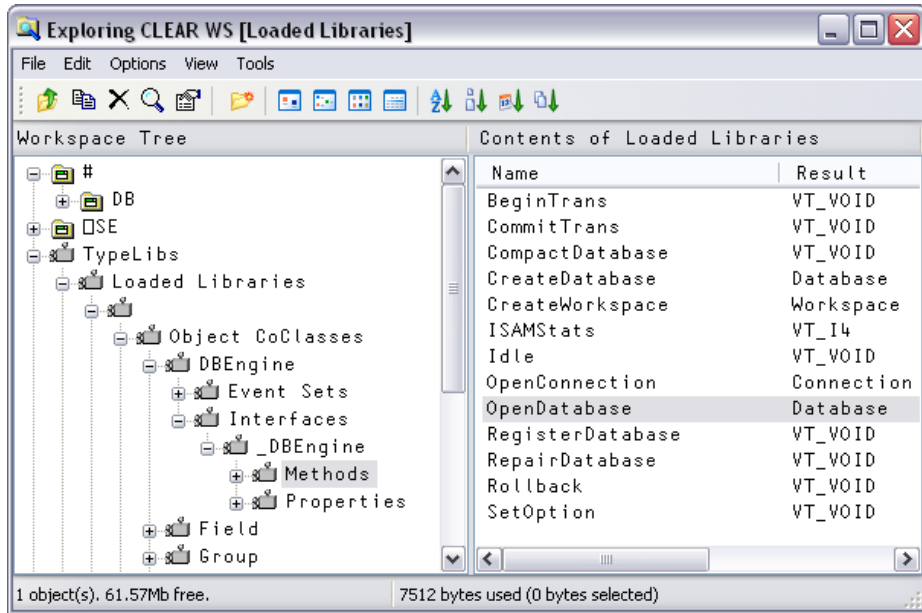 Exploring CLEAR WS [Loaded Libraries]
File Edit Options View Tools
Workspace Tree
Contents of Loaded Libraries
#
DB
⎕SE
TypeLibs
Loaded Libraries
Object CoClasses
DBEngine
Event Sets
Interfaces
_DBEngine
Methods
Properties
Field
Group
Name Result
BeginTrans VT_VOID
CommitTrans VT_VOID
CompactDatabase VT_VOID
CreateDatabase Database
CreateWorkspace Workspace
ISAMStats VT_I4
Idle VT_VOID
OpenConnection Connection
OpenDatabase Database
RegisterDatabase VT_VOID
RepairDatabase VT_VOID
Rollback VT_VOID
SetOption VT_VOID
1 object(s). 61.57Mb free. 7512 bytes used (0 bytes selected)